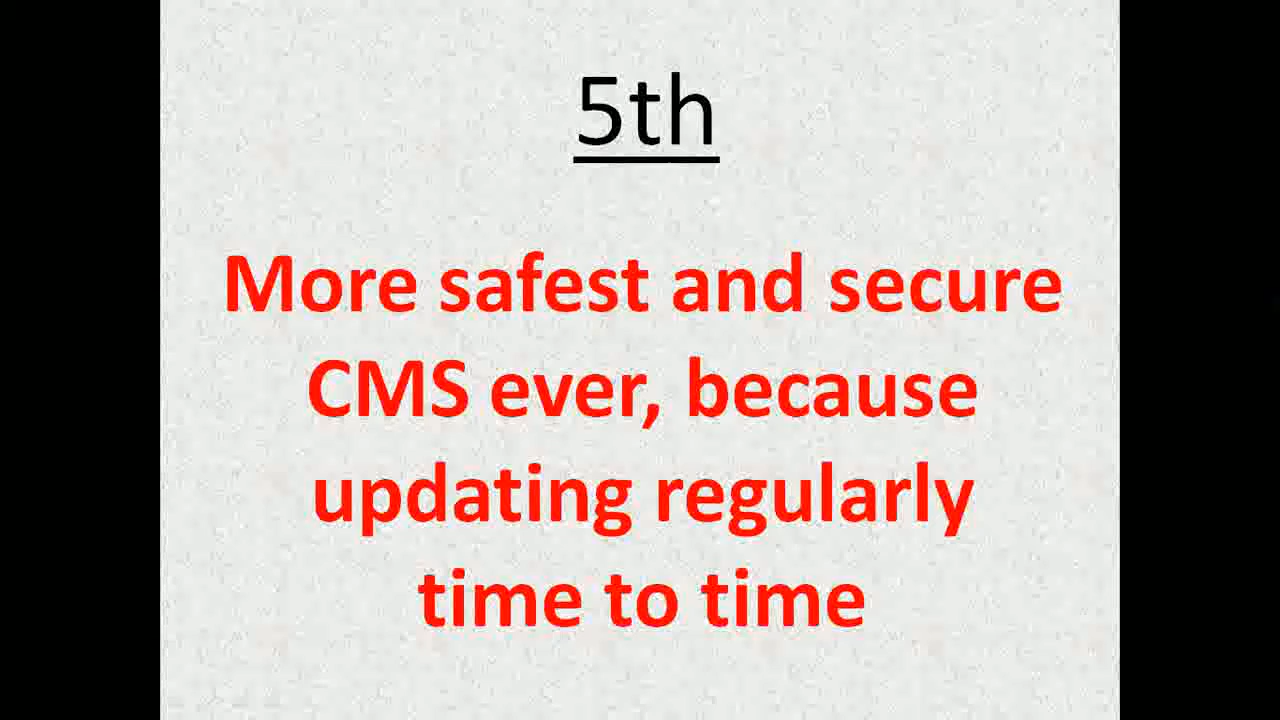 5th
More safest and secure
CMS ever, because
updating regularly
time to time